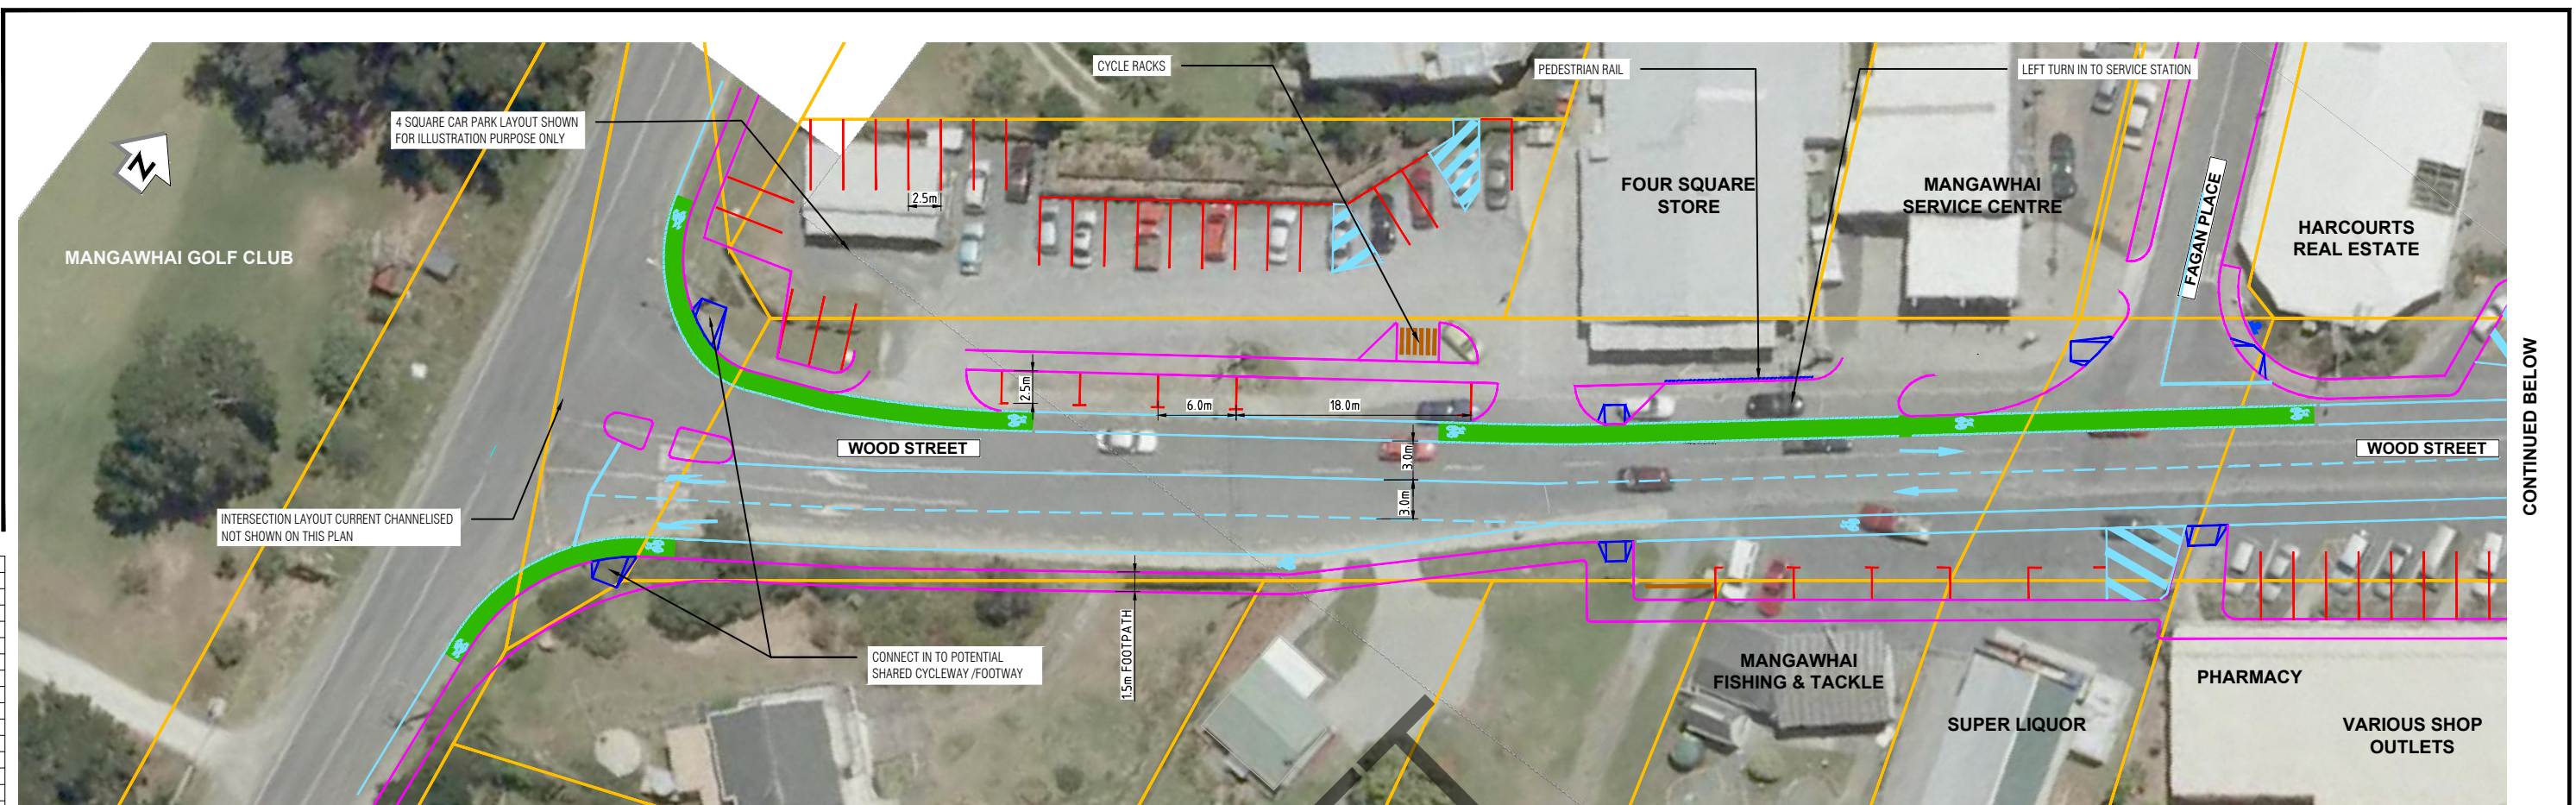 CYCLE RACKS
PEDESTRIAN RAIL
LEFT TURN IN TO SERVICE STATION
4 SQUARE CAR PARK LAYOUT SHOWN
FOR ILLUSTRATION PURPOSE ONLY
N
2.5m
FOUR SQUARE
STORE
MANGAWHAI
SERVICE CENTRE
FAGAN PLACE
HARCOURTS
REAL ESTATE
MANGAWHAI GOLF CLUB
2.5m
6.0m
18.0m
WOOD STREET
3.0m
3.0m
WOOD STREET
CONTINUED BELOW
INTERSECTION LAYOUT CURRENT CHANNELISED
NOT SHOWN ON THIS PLAN
1.5m FOOTPATH
CONNECT IN TO POTENTIAL
SHARED CYCLEWAY /FOOTWAY
MANGAWHAI
FISHING & TACKLE
SUPER LIQUOR
PHARMACY
VARIOUS SHOP
OUTLETS